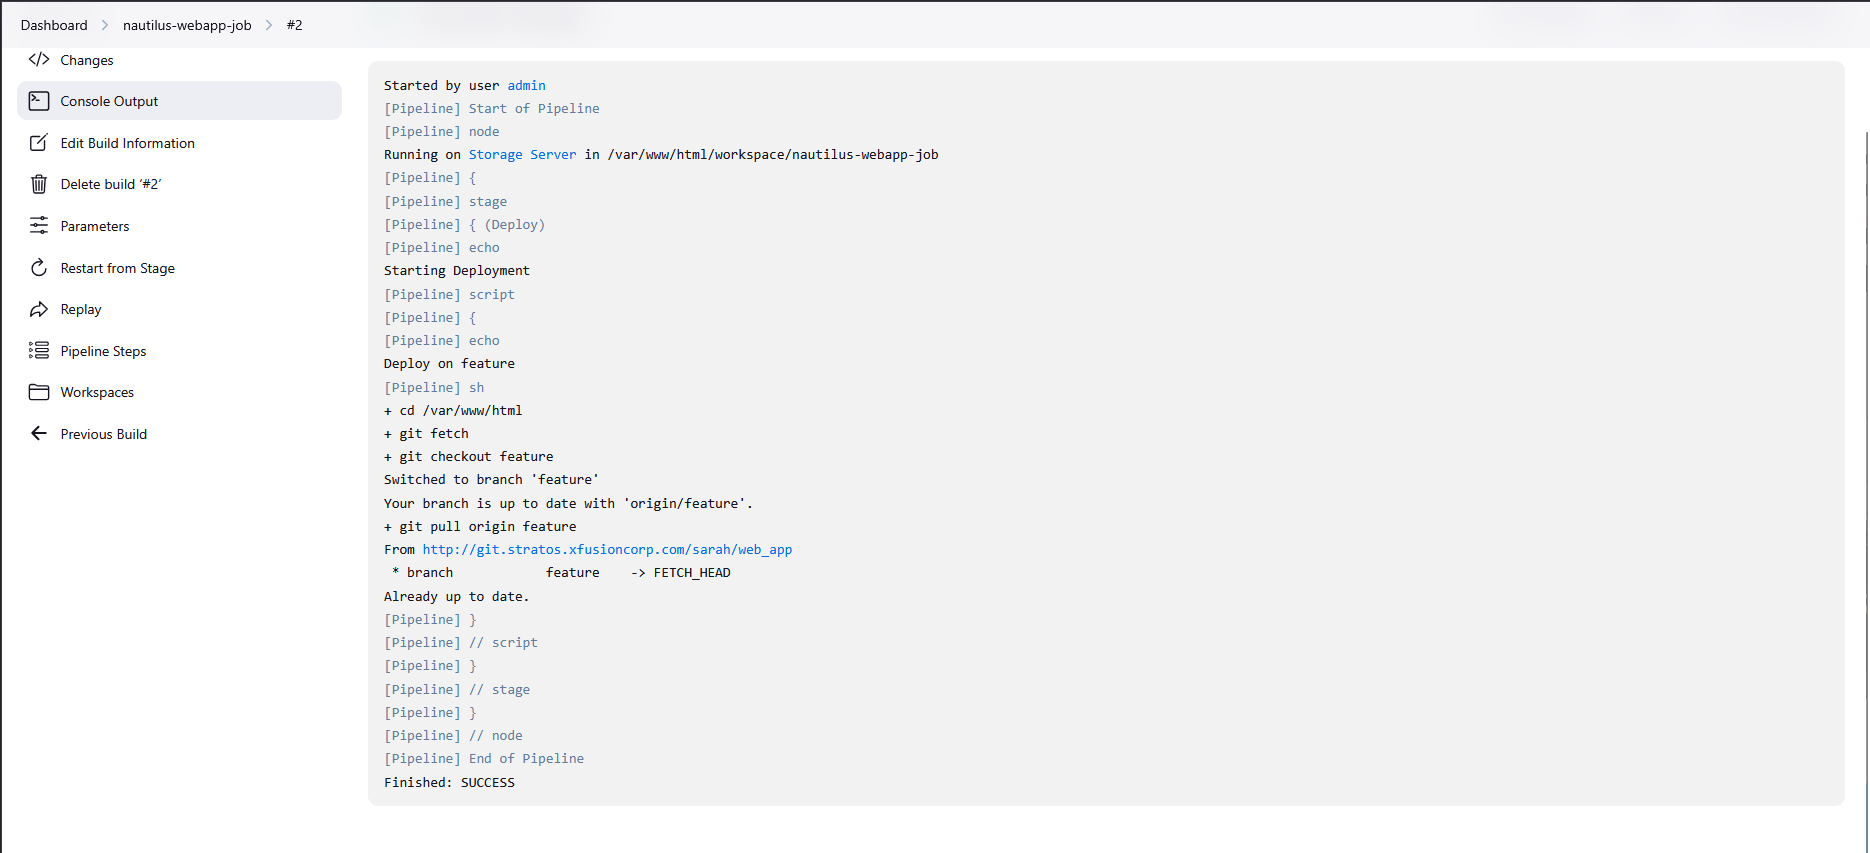 Dashboard > nautilus-webapp-job > #2
Changes
Console Output
Edit Build Information
Delete build ‘#2’
Parameters
Restart from Stage
Replay
Pipeline Steps
Workspaces
Previous Build
Started by user admin
[Pipeline] Start of Pipeline
[Pipeline] node
Running on Storage Server in /var/www/html/workspace/nautilus-webapp-job
[Pipeline] {
[Pipeline] stage
[Pipeline] { (Deploy)
[Pipeline] echo
Starting Deployment
[Pipeline] script
[Pipeline] {
[Pipeline] echo
Deploy on feature
[Pipeline] sh
+ cd /var/www/html
+ git fetch
+ git checkout feature
Switched to branch 'feature'
Your branch is up to date with 'origin/feature'.
+ git pull origin feature
From http://git.stratos.xfusioncorp.com/sarah/web_app
 * branch            feature    -> FETCH_HEAD
Already up to date.
[Pipeline] }
[Pipeline] // script
[Pipeline] }
[Pipeline] // stage
[Pipeline] }
[Pipeline] // node
[Pipeline] End of Pipeline
Finished: SUCCESS